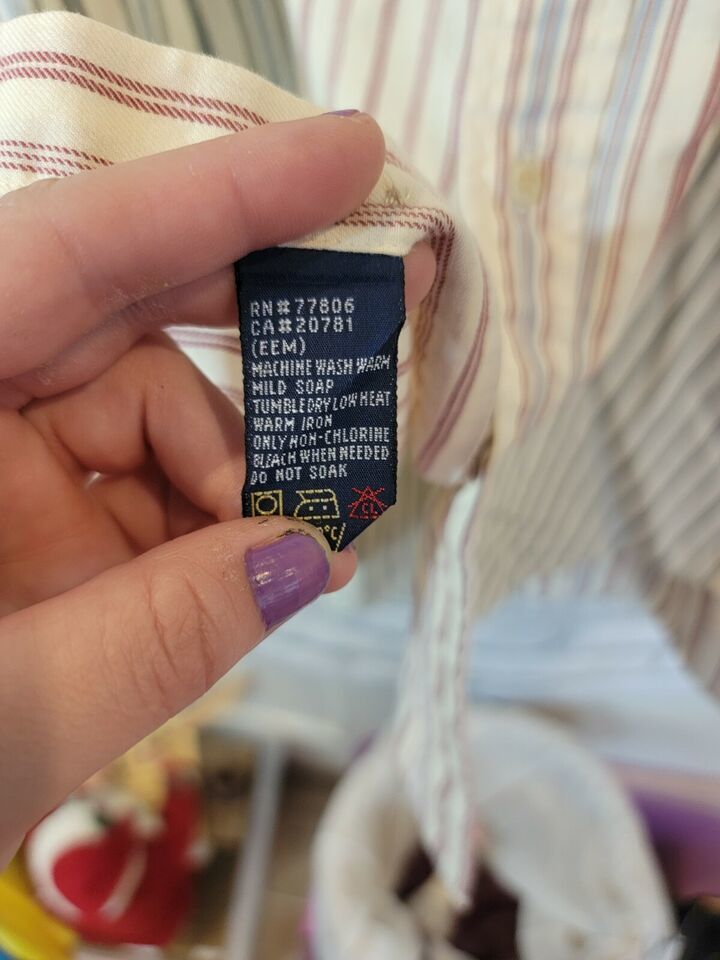 RN#77806
CA#20781
(EEM)
MACHINE WASH WARM
MILD SOAP
TUMBLE DRY LOW HEAT
WARM IRON
ONLY NON-CHLORINE
BLEACH WHEN NEEDED
DO NOT SOAK
CL
°C